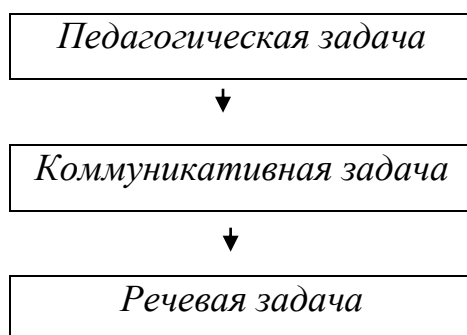 Педагогическая задача
Коммуникативная задача
Речевая задача